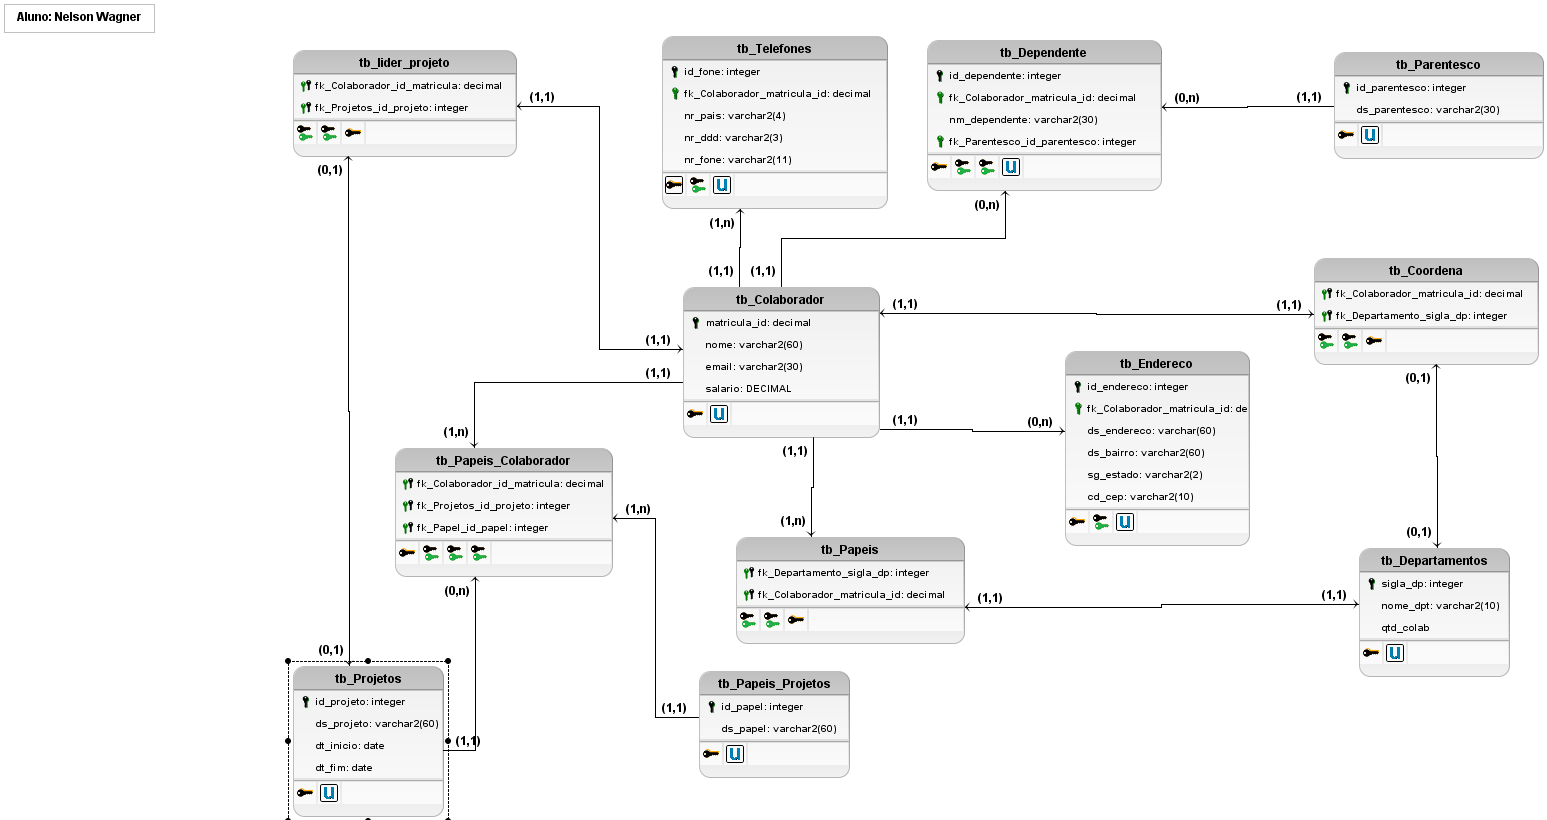 Aluno: Nelson Wagner
tb_lider_projeto
fk_Colaborador_id_matricula: decimal
fk_Projetos_id_projeto: integer
(1,1)
(0,1)
tb_Telefones
id_fone: integer
fk_Colaborador_matricula_id: decimal
nr_pais: varchar2(4)
nr_ddd: varchar2(3)
nr_fone: varchar2(11)
U
(1,n)
(1,1)
tb_Dependente
id_dependente: integer
fk_Colaborador_matricula_id: decimal
nm_dependente: varchar2(30)
fk_Parentesco_id_parentesco: integer
U
(0,n)
(1,1)
(0,n)
(1,1)
tb_Parentesco
id_parentesco: integer
ds_parentesco: varchar2(30)
U
tb_Colaborador
matricula_id: decimal
nome: varchar2(60)
email: varchar2(30)
salario: DECIMAL
U
(1,1)
(1,1)
(1,1)
(1,1)
tb_Coordena
fk_Colaborador_matricula_id: decimal
fk_Departamento_sigla_dp: integer
(0,1)
(0,1)
tb_Endereco
id_endereco: integer
fk_Colaborador_matricula_id: de
ds_endereco: varchar(60)
ds_bairro: varchar2(60)
sg_estado: varchar2(2)
cd_cep: varchar2(10)
U
(1,1)
(0,n)
(1,n)
tb_Papeis_Colaborador
fk_Colaborador_id_matricula: decimal
fk_Projetos_id_projeto: integer
fk_Papel_id_papel: integer
(1,n)
(0,n)
(1,1)
(1,n)
tb_Papeis
fk_Departamento_sigla_dp: integer
fk_Colaborador_matricula_id: decimal
(1,1)
(1,1)
tb_Departamentos
sigla_dp: integer
nome_dpt: varchar2(10)
qtd_colab
U
(0,1)
tb_Projetos
id_projeto: integer
ds_projeto: varchar2(60)
dt_inicio: date
dt_fim: date
U
(1,1)
(1,1)
tb_Papeis_Projetos
id_papel: integer
ds_papel: varchar2(60)
U